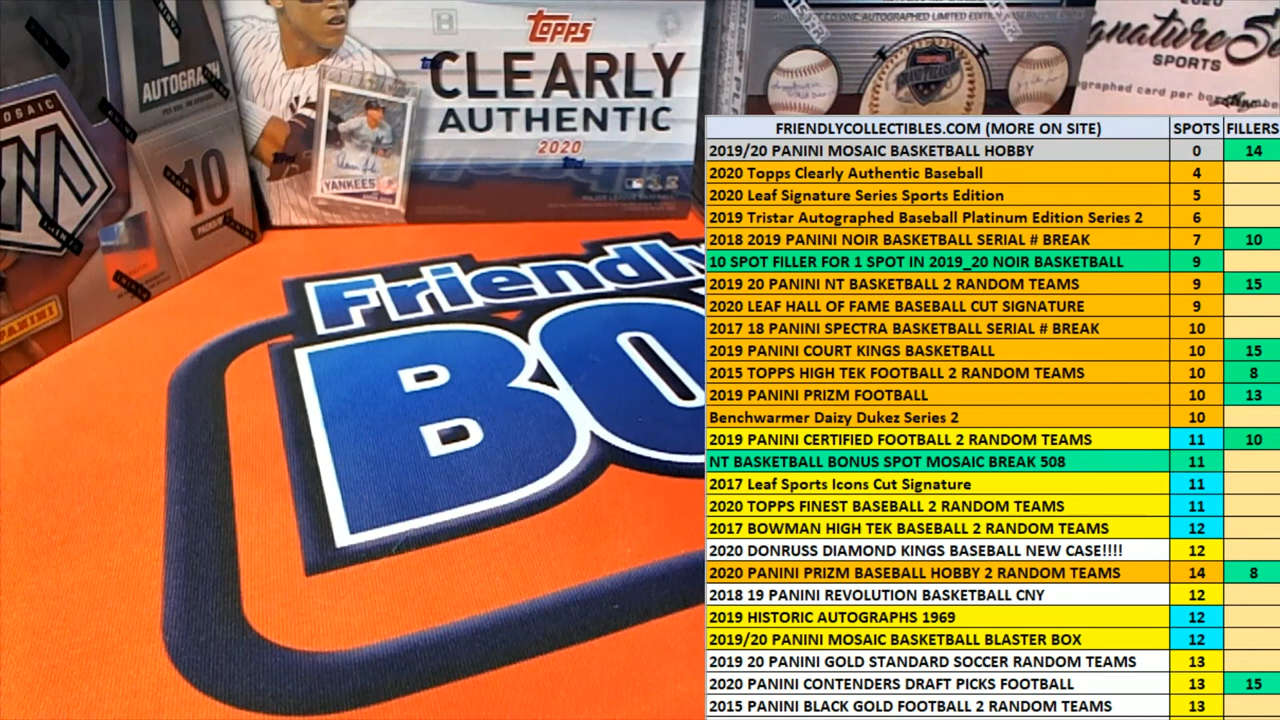 MOSAIC
AUTOGRAPH
10
PANINI
topps
CLEARLY
AUTHENTIC
2020
YANKEES
AUTOGRAPHED LIMITED EDITION
2020
Signature Se
SPORTS
Friendly
BO
FRIENDLYCOLLECTIBLES.COM (MORE ON SITE) SPOTS FILLERS
2019/20 PANINI MOSAIC BASKETBALL HOBBY 0 14
2020 Topps Clearly Authentic Baseball 4
2020 Leaf Signature Series Sports Edition 5
2019 Tristar Autographed Baseball Platinum Edition Series 2 6
2018 2019 PANINI NOIR BASKETBALL SERIAL # BREAK 7 10
10 SPOT FILLER FOR 1 SPOT IN 2019_20 NOIR BASKETBALL 9
2019 20 PANINI NT BASKETBALL 2 RANDOM TEAMS 9 15
2020 LEAF HALL OF FAME BASEBALL CUT SIGNATURE 9
2017 18 PANINI SPECTRA BASKETBALL SERIAL # BREAK 10
2019 PANINI COURT KINGS BASKETBALL 10 15
2015 TOPPS HIGH TEK FOOTBALL 2 RANDOM TEAMS 10 8
2019 PANINI PRIZM FOOTBALL 10 13
Benchwarmer Daizy Dukez Series 2 10
2019 PANINI CERTIFIED FOOTBALL 2 RANDOM TEAMS 11 10
NT BASKETBALL BONUS SPOT MOSAIC BREAK 508 11
2017 Leaf Sports Icons Cut Signature 11
2020 TOPPS FINEST BASEBALL 2 RANDOM TEAMS 11
2017 BOWMAN HIGH TEK BASEBALL 2 RANDOM TEAMS 12
2020 DONRUSS DIAMOND KINGS BASEBALL NEW CASE!!!! 12
2020 PANINI PRIZM BASEBALL HOBBY 2 RANDOM TEAMS 14 8
2018 19 PANINI REVOLUTION BASKETBALL CNY 12
2019 HISTORIC AUTOGRAPHS 1969 12
2019/20 PANINI MOSAIC BASKETBALL BLASTER BOX 12
2019 20 PANINI GOLD STANDARD SOCCER RANDOM TEAMS 13
2020 PANINI CONTENDERS DRAFT PICKS FOOTBALL 13 15
2015 PANINI BLACK GOLD FOOTBALL 2 RANDOM TEAMS 13